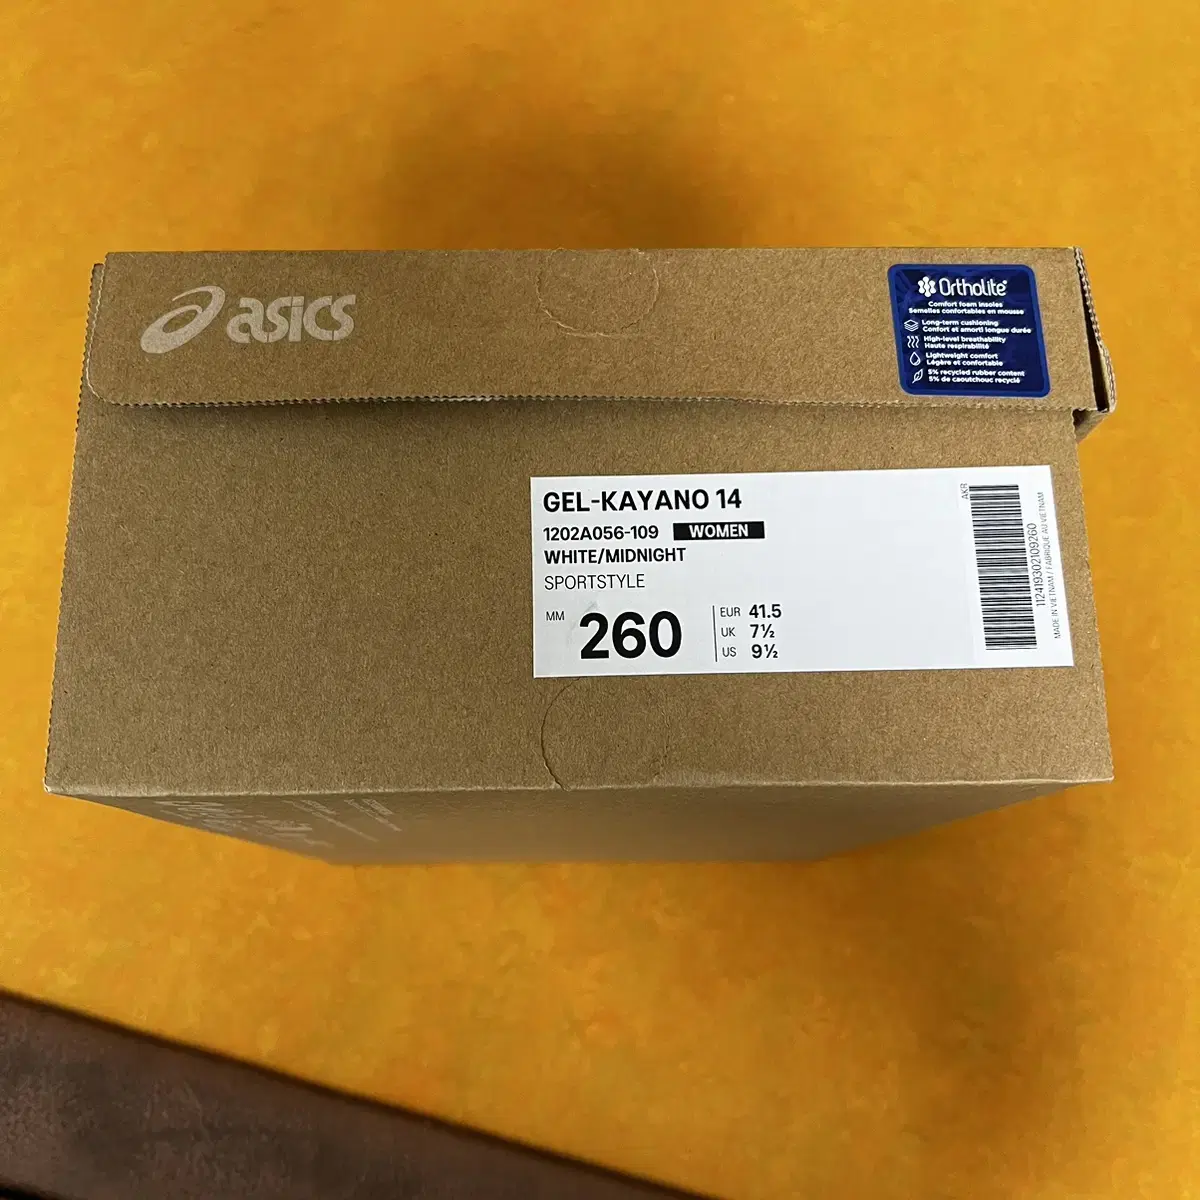 asics
OrthoLite®
Comfort foam insoles
Semelles confortables en mousse
Long-term cushioning
Confort et amorti longue durée
High-level breathability
Haute respirabilité
Lightweight comfort
Légère et confortable
5% recycled rubber content
5% de caoutchouc recyclé
GEL-KAYANO 14
1202A056-109 WOMEN
WHITE/MIDNIGHT
SPORTSTYLE
MM 260
EUR 41.5
UK 7½
US 9½
AKR
112419302109260
MADE IN VIETNAM / FABRIQUE AU VIETNAM